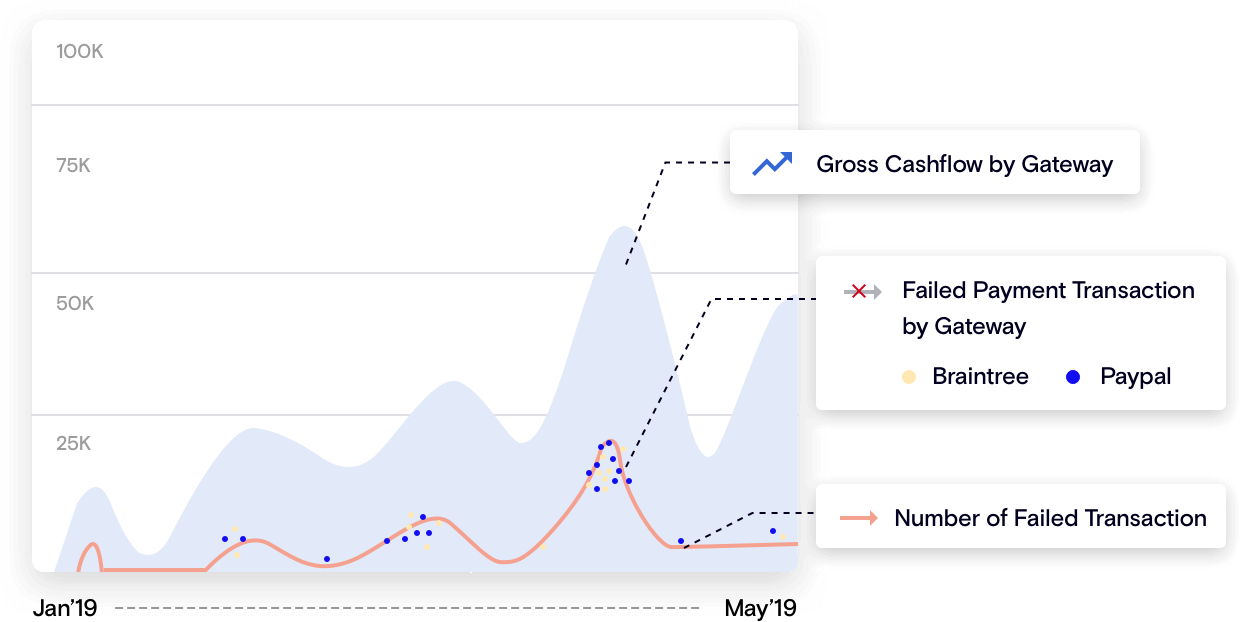 100K
75K
Gross Cashflow by Gateway
Failed Payment Transaction
by Gateway
50K
Braintree
Paypal
25K
Number of Failed Transaction
Jan’19
May’19